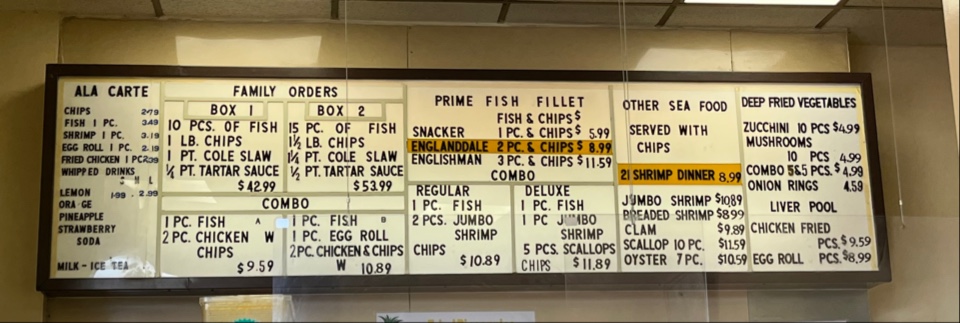 ALA CARTE
CHIPS 2.79
FISH 1 PC. 3.49
SHRIMP 1 PC. 3.19
EGG ROLL 1 PC. 2.19
FRIED CHICKEN 1 PC 2.99
WHIPPED DRINKS
S M L
LEMON 1.99 . 2.99
ORA GE
PINEAPPLE
STRAWBERRY
SODA
MILK - ICE TEA
FAMILY ORDERS
BOX 1
10 PCS. OF FISH
1 LB. CHIPS
1 PT. COLE SLAW
½ PT. TARTAR SAUCE
$42.99
BOX 2
15 PC. OF FISH
1½ LB. CHIPS
1½ PT. COLE SLAW
½ PT. TARTAR SAUCE
$53.99
COMBO
1 PC. FISH A
2 PC. CHICKEN W
CHIPS
$9.59
1 PC. FISH B
1 PC. EGG ROLL
2PC. CHICKEN & CHIPS
W 10.89
PRIME FISH FILLET
FISH & CHIPS $
SNACKER 1 PC. & CHIPS $ 5.99
ENGLANDDALE 2 PC. & CHIPS $ 8.99
ENGLISHMAN 3 PC. & CHIPS $11.59
COMBO
REGULAR
1 PC. FISH
2 PCS. JUMBO
SHRIMP
CHIPS $10.89
DELUXE
1 PC. FISH
1 PC JUMBO
SHRIMP
5 PCS. SCALLOPS
CHIPS $11.89
OTHER SEA FOOD
SERVED WITH
CHIPS
21 SHRIMP DINNER 8.99
JUMBO SHRIMP $10.89
BREADED SHRIMP $8.99
CLAM $9.89
SCALLOP 10 PC. $11.59
OYSTER 7 PC. $10.59
DEEP FRIED VEGETABLES
ZUCCHINI 10 PCS $4.99
MUSHROOMS
10 PCS 4.99
COMBO 5&5 PCS. $4.99
ONION RINGS 4.59
LIVER POOL
CHICKEN FRIED
PCS. $9.59
EGG ROLL PCS. $8.99